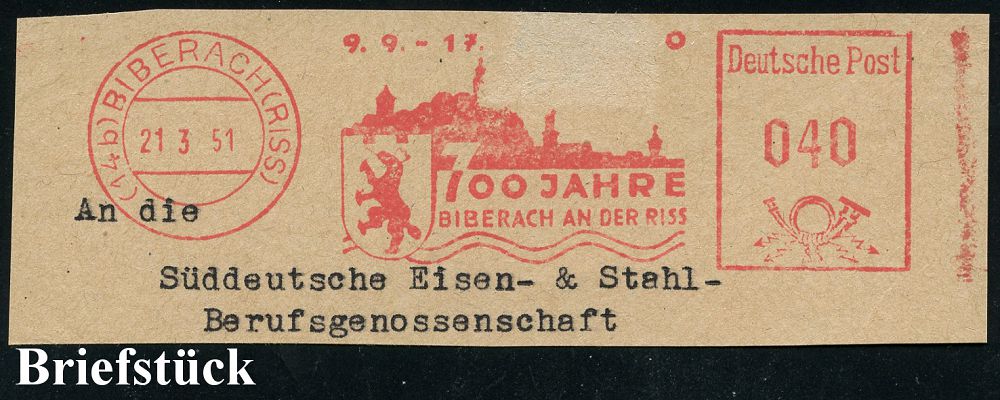 (14b) BIBERACH (RISS)
21 3 51
9. 9. - 17.
0
700 JAHRE
BIBERACH AN DER RISS
Deutsche Post
040
An die
Süddeutsche Eisen- & Stahl-
Berufsgenossenschaft
Briefstück